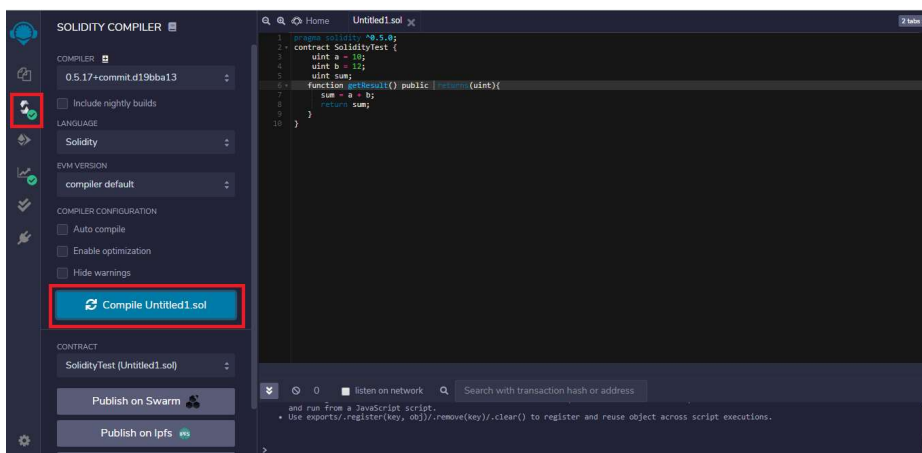 SOLIDITY COMPILER
COMPILER
0.5.17+commit.d19bba13
Include nightly builds
LANGUAGE
Solidity
EVM VERSION
compiler default
COMPILER CONFIGURATION
Auto compile
Enable optimization
Hide warnings
Compile Untitled1.sol
CONTRACT
SolidityTest (Untitled1.sol)
Publish on Swarm
Publish on Ipfs
Home Untitled1.sol 2 tabs
1 pragma solidity ^0.5.0;
2 contract SolidityTest {
3 uint a = 10;
4 uint b = 12;
5 uint sum;
6 function getResult() public returns(uint){
7 sum = a + b;
8 return sum;
9 }
10 }
0 listen on network Search with transaction hash or address
and run from a JavaScript script.
• Use exports/.register(key, obj)/.remove(key)/.clear() to register and reuse object across script executions.
>